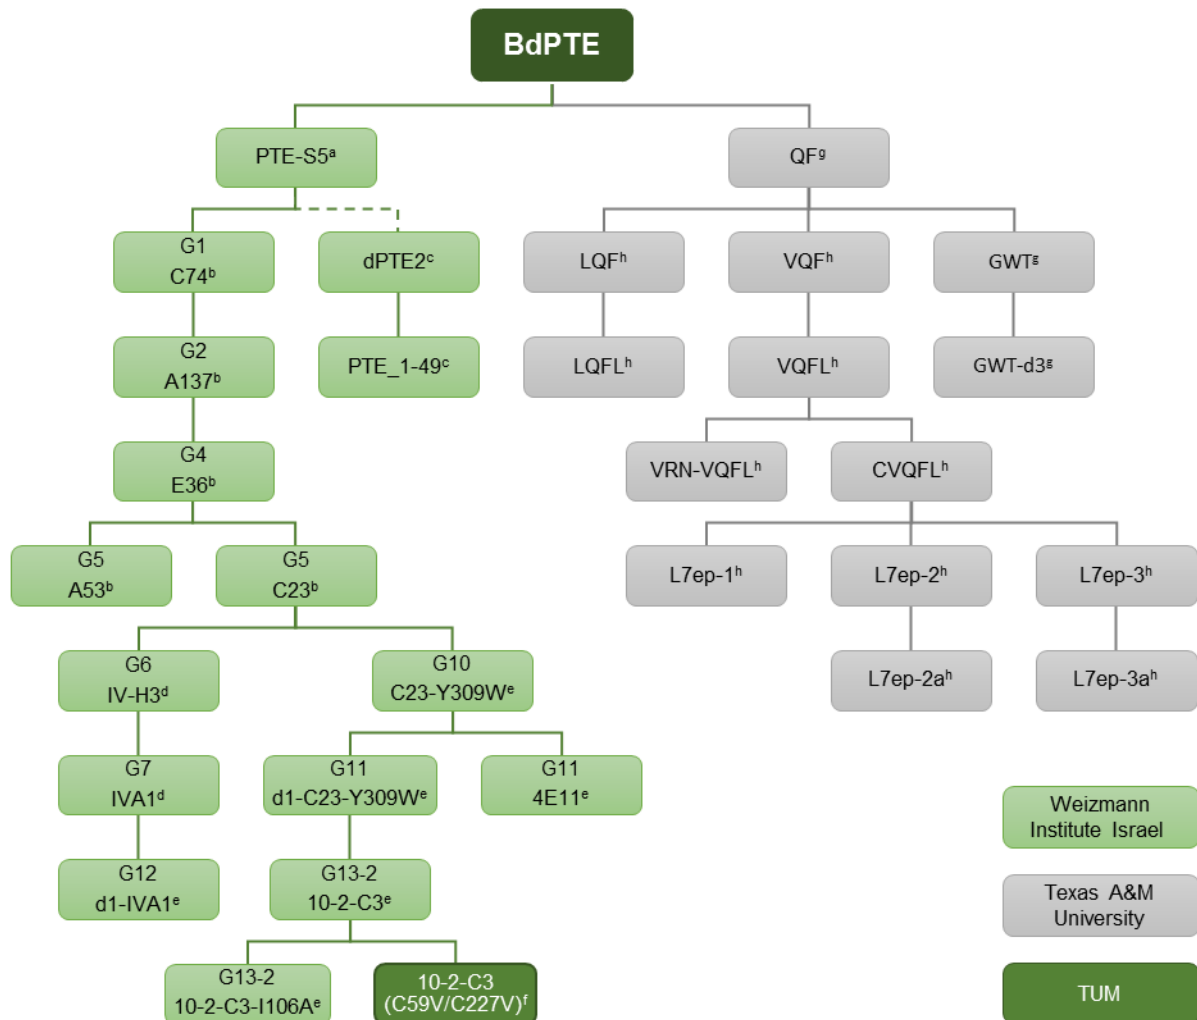 BdPTE
PTE-S5ᵃ
QFᵍ
G1
C74ᵇ
dPTE2ᶜ
LQFʰ
VQFʰ
GWTᵍ
G2
A137ᵇ
PTE_1-49ᶜ
LQFLʰ
VQFLʰ
GWT-d3ᵍ
G4
E36ᵇ
VRN-VQFLʰ
CVQFLʰ
G5
A53ᵇ
G5
C23ᵇ
L7ep-1ʰ
L7ep-2ʰ
L7ep-3ʰ
G6
IV-H3ᵈ
G10
C23-Y309Wᵉ
L7ep-2aʰ
L7ep-3aʰ
G7
IVA1ᵈ
G11
d1-C23-Y309Wᵉ
G11
4E11ᵉ
Weizmann
Institute Israel
G12
d1-IVA1ᵉ
G13-2
10-2-C3ᵉ
Texas A&M
University
G13-2
10-2-C3-I106Aᵉ
10-2-C3
(C59V/C227V)ᶠ
TUM